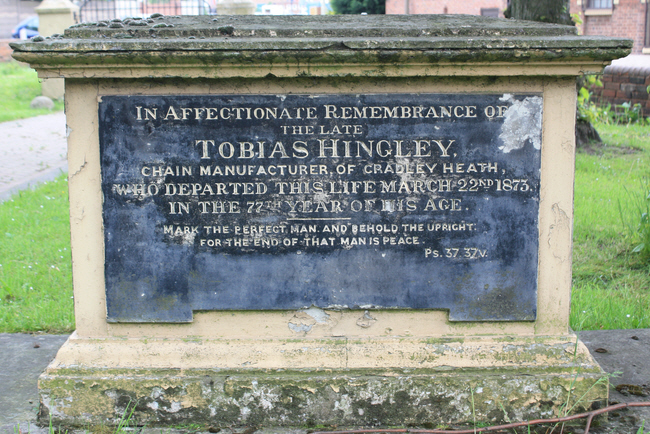 IN AFFECTIONATE REMEMBRANCE OF
THE LATE
TOBIAS HINGLEY,
CHAIN MANUFACTURER, OF CRADLEY HEATH,
WHO DEPARTED THIS LIFE MARCH 22ND 1873,
IN THE 77TH YEAR OF HIS AGE.
MARK THE PERFECT MAN, AND BEHOLD THE UPRIGHT:
FOR THE END OF THAT MAN IS PEACE.
Ps. 37 37V.